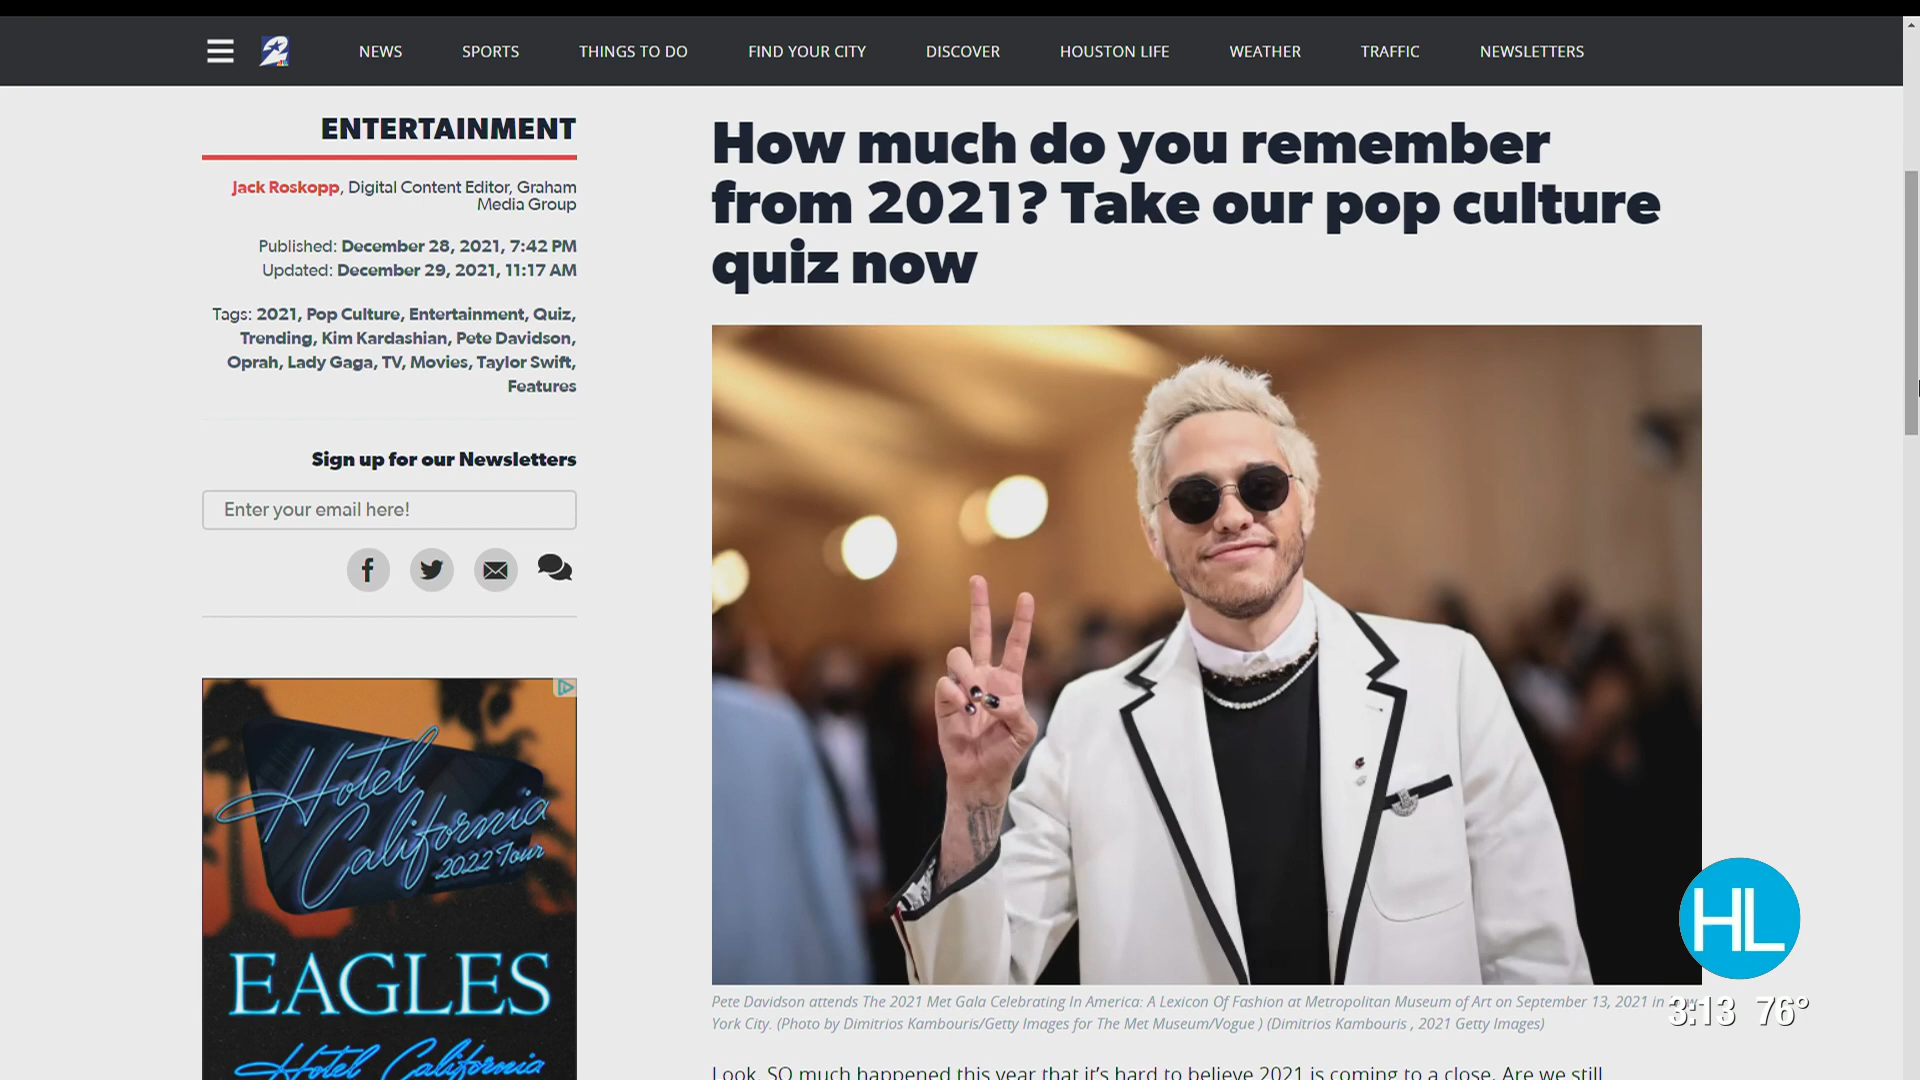 2
NEWS
SPORTS
THINGS TO DO
FIND YOUR CITY
DISCOVER
HOUSTON LIFE
WEATHER
TRAFFIC
NEWSLETTERS
ENTERTAINMENT
Jack Roskopp, Digital Content Editor, Graham
Media Group
Published: December 28, 2021, 7:42 PM
Updated: December 29, 2021, 11:17 AM
Tags: 2021, Pop Culture, Entertainment, Quiz,
Trending, Kim Kardashian, Pete Davidson,
Oprah, Lady Gaga, TV, Movies, Taylor Swift,
Features
Sign up for our Newsletters
Enter your email here!
Hotel
California
2022 Tour
EAGLES
Hotel California
How much do you remember
from 2021? Take our pop culture
quiz now
Pete Davidson attends The 2021 Met Gala Celebrating In America: A Lexicon Of Fashion at Metropolitan Museum of Art on September 13, 2021 in
York City. (Photo by Dimitrios Kambouris/Getty Images for The Met Museum/Vogue ) (Dimitrios Kambouris , 2021 Getty Images)
Look, SO much happened this year that it's hard to believe 2021 is coming to a close. Are we still
HL
3:13 76°